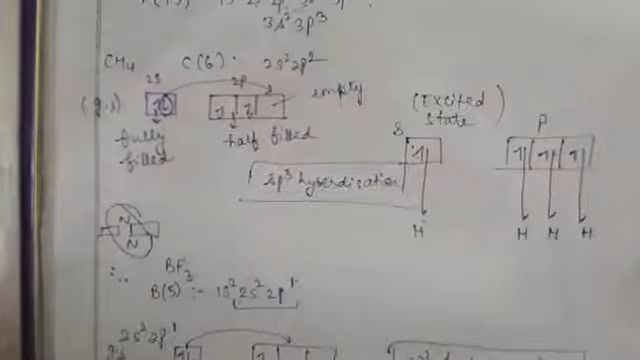 3s² 3p³
CH₄ C(6) · 2s² 2p²
2s 2p
(g.s) empty
fully filled
half filled
(Excited state)
S P
sp³ hyberdisation
H H H H
N
N
∴ BF₃
B(5) :- 1s² 2s² 2p¹
2s² 2p¹
g.s